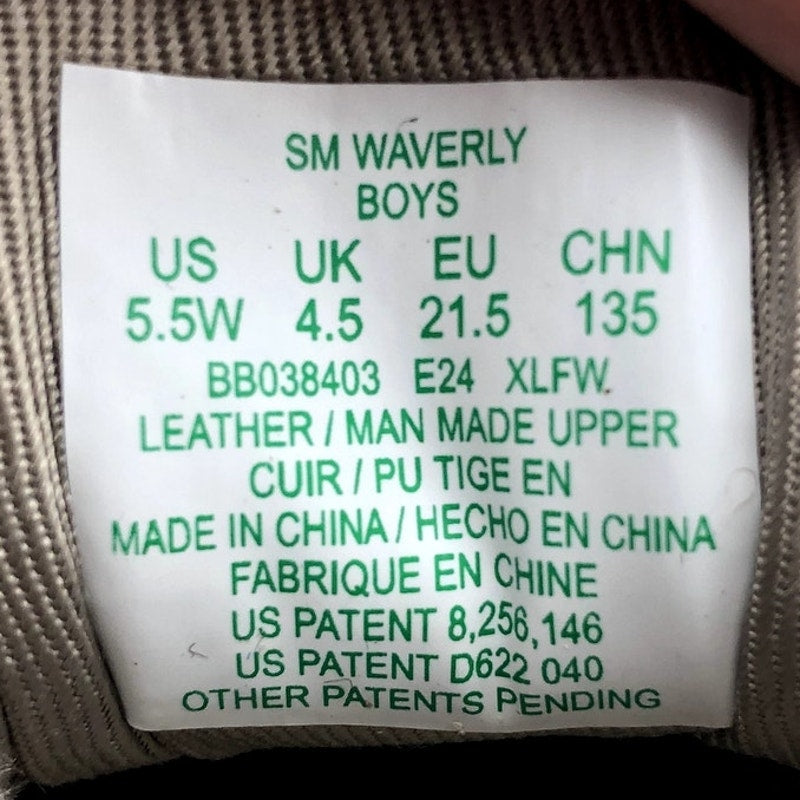 SM WAVERLY
BOYS
US UK EU CHN
5.5W 4.5 21.5 135
BB038403 E24 XLFW.
LEATHER / MAN MADE UPPER
CUIR / PU TIGE EN
MADE IN CHINA / HECHO EN CHINA
FABRIQUE EN CHINE
US PATENT 8,256,146
US PATENT D622 040
OTHER PATENTS PENDING